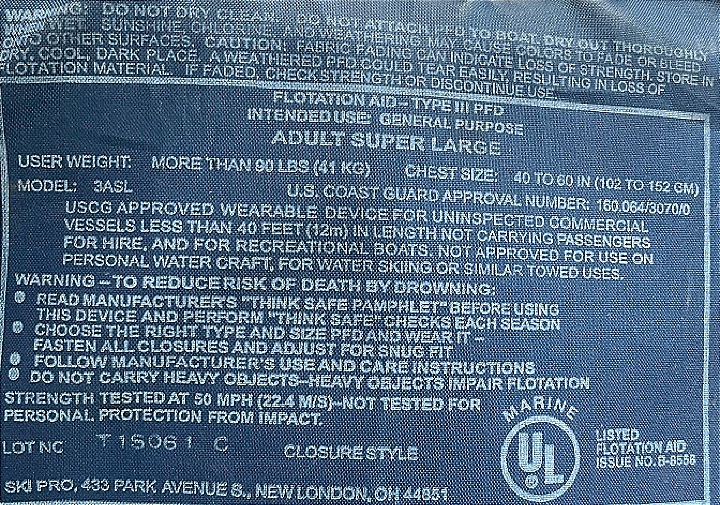 WARNING: DO NOT DRY CLEAN. DO NOT ATTACH PFD TO BOAT. DRY OUT THOROUGHLY
WET. SUNSHINE, CHLORINE AND WEATHERING MAY CAUSE COLORS TO FADE OR BLEED
ONTO OTHER SURFACES. CAUTION: FABRIC FADING CAN INDICATE LOSS OF STRENGTH. STORE IN
DRY, COOL, DARK PLACE. A WEATHERED PFD COULD TEAR EASILY, RESULTING IN LOSS OF
FLOTATION MATERIAL. IF FADED, CHECK STRENGTH OR DISCONTINUE USE.
FLOTATION AID – TYPE III PFD
INTENDED USE: GENERAL PURPOSE
ADULT SUPER LARGE
USER WEIGHT: MORE THAN 90 LBS (41 KG) CHEST SIZE: 40 TO 60 IN (102 TO 152 CM)
MODEL: 3ASL U.S. COAST GUARD APPROVAL NUMBER: 160.064/3070/0
USCG APPROVED WEARABLE DEVICE FOR UNINSPECTED COMMERCIAL
VESSELS LESS THAN 40 FEET (12m) IN LENGTH NOT CARRYING PASSENGERS
FOR HIRE, AND FOR RECREATIONAL BOATS. NOT APPROVED FOR USE ON
PERSONAL WATER CRAFT, FOR WATER SKIING OR SIMILAR TOWED USES.
WARNING – TO REDUCE RISK OF DEATH BY DROWNING:
● READ MANUFACTURER'S "THINK SAFE PAMPHLET" BEFORE USING
THIS DEVICE AND PERFORM "THINK SAFE" CHECKS EACH SEASON
● CHOOSE THE RIGHT TYPE AND SIZE PFD AND WEAR IT –
FASTEN ALL CLOSURES AND ADJUST FOR SNUG FIT
● FOLLOW MANUFACTURER'S USE AND CARE INSTRUCTIONS
● DO NOT CARRY HEAVY OBJECTS–HEAVY OBJECTS IMPAIR FLOTATION
STRENGTH TESTED AT 50 MPH (22.4 M/S)–NOT TESTED FOR
PERSONAL PROTECTION FROM IMPACT.
LOT NO T15061 C CLOSURE STYLE
SKI PRO, 433 PARK AVENUE S., NEW LONDON, OH 44851
MARINE
UL
LISTED
FLOTATION AID
ISSUE NO. B-8556